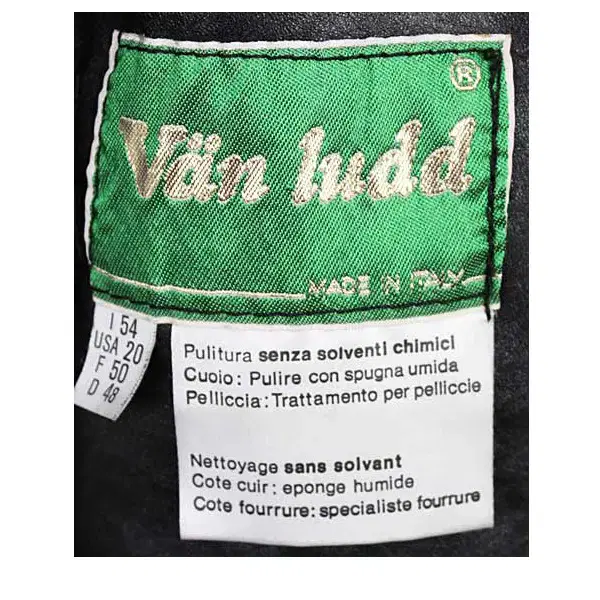 ®
Vän ludd
MADE IN ITALY
I 54
USA 20
F 50
D 48
Pulitura senza solventi chimici
Cuoio: Pulire con spugna umida
Pelliccia: Trattamento per pelliccie
Nettoyage sans solvant
Cote cuir: eponge humide
Cote fourrure: specialiste fourrure